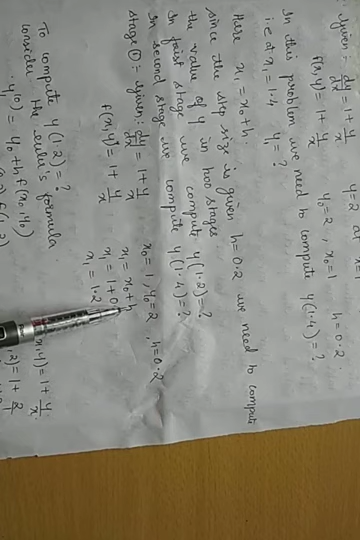 given = dy/dx = 1 + y/x y = 2 at x=1
f(x,y) = 1 + y/x y₀ = 2, x₀ = 1 h = 0.2
In this problem we need to compute y(1.4) = ?
i.e at x₁ = 1.4 y₁ = ?
Here x₁ = x₀ + h.
since the step size is given h = 0.2 we need to compute
the value of y in two stages
In first stage we compute y(1.2) = ?
In second stage we compute y(1.4) = ?
stage ① = given, dy/dx = 1 + y/x x₀ = 1, y₀ = 2, h = 0.2
f(x,y) = 1 + y/x x₁ = x₀ + h
x₁ = 1 + 0
x₁ = 1.2
To compute y(1.2) = ?
consider the euler's formula
y⁽⁰⁾ = y₀ + h f(x₀,y₀)
x,y) = 1 + y/x
,2) = 1 + 2/1